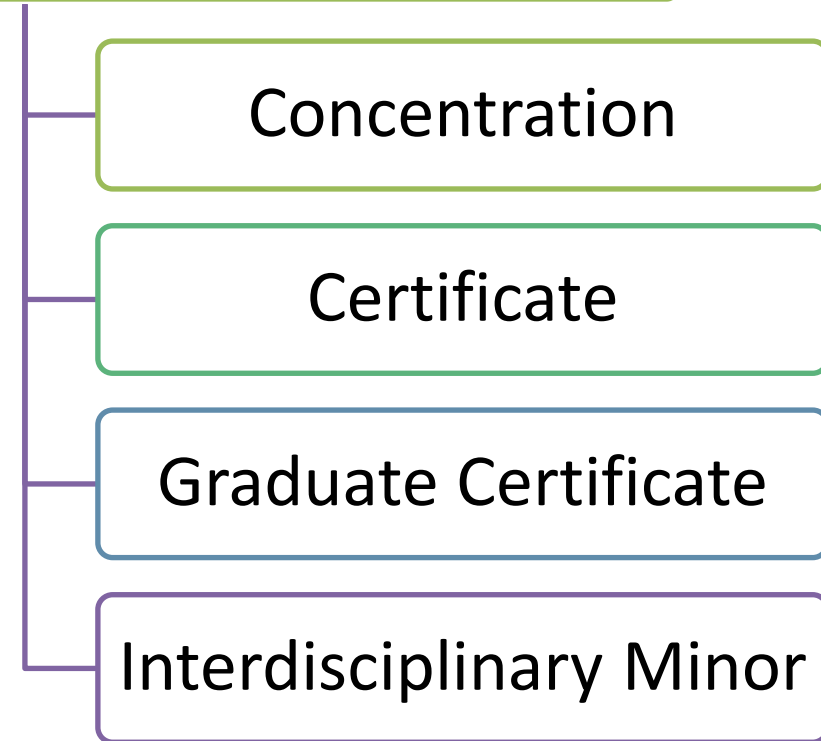 Concentration
Certificate
Graduate Certificate
Interdisciplinary Minor